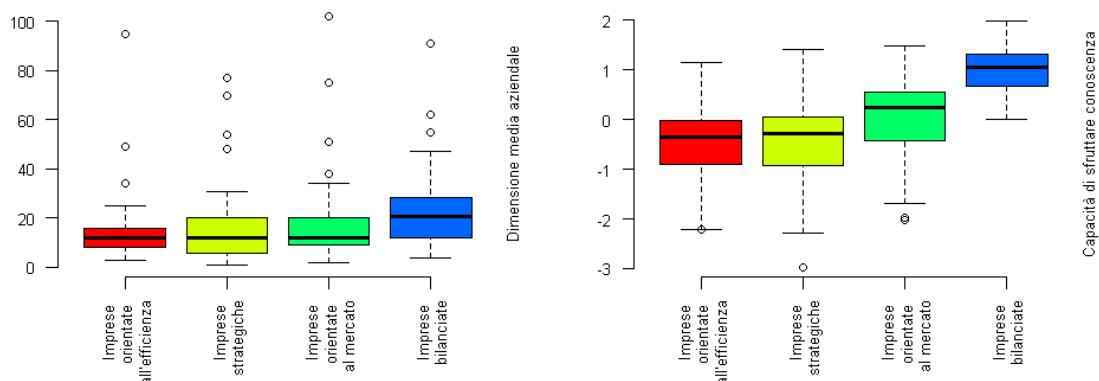 100
80
60
40
20
0
Dimensione media aziendale
Imprese
orientate
all'efficienza
Imprese
strategiche
Imprese
orientate
al mercato
Imprese
bilanciate
2
1
0
-1
-2
-3
Capacità di sfruttare conoscenza
Imprese
orientate
all'efficienza
Imprese
strategiche
Imprese
orientate
al mercato
Imprese
bilanciate